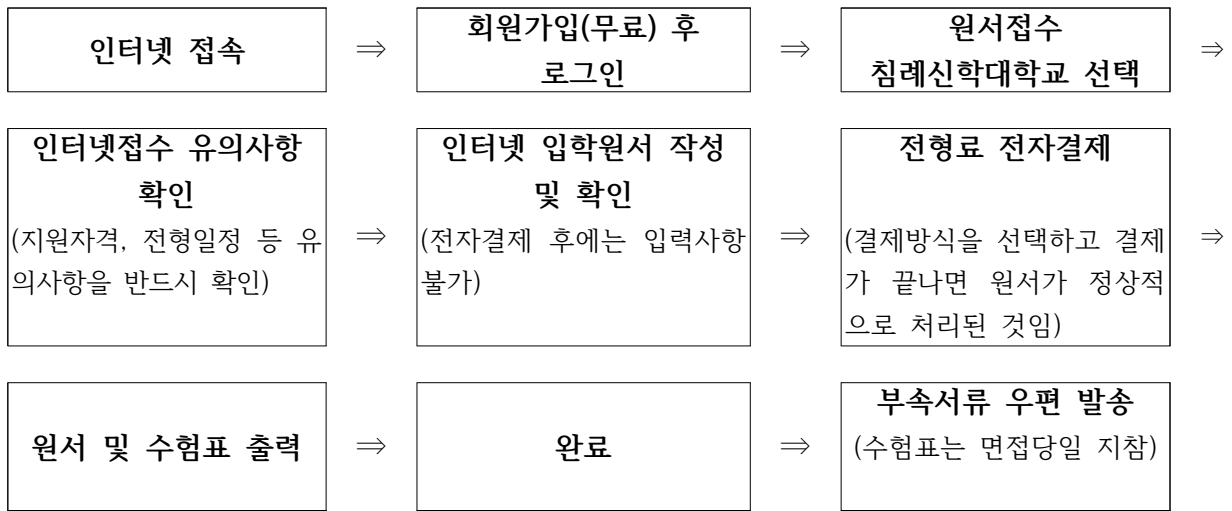 인터넷 접속 ⇒ 회원가입(무료) 후 로그인 ⇒ 원서접수 침례신학대학교 선택 ⇒
인터넷접수 유의사항
확인
(지원자격, 전형일정 등 유
의사항을 반드시 확인)
⇒
인터넷 입학원서 작성
및 확인
(전자결제 후에는 입력사항
불가)
⇒
전형료 전자결제
(결제방식을 선택하고 결제
가 끝나면 원서가 정상적
으로 처리된 것임)
⇒
원서 및 수험표 출력
⇒
완료
⇒
부속서류 우편 발송
(수험표는 면접당일 지참)